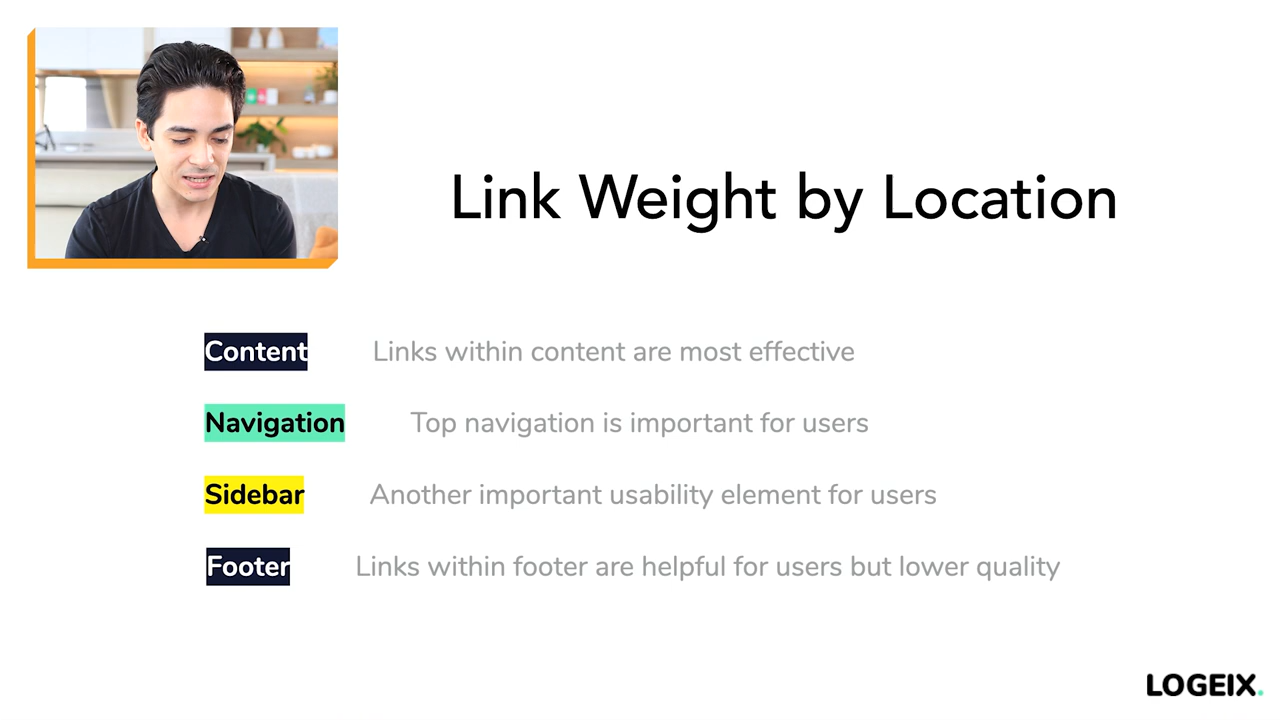 Link Weight by Location
Content Links within content are most effective
Navigation Top navigation is important for users
Sidebar Another important usability element for users
Footer Links within footer are helpful for users but lower quality
LOGEIX.